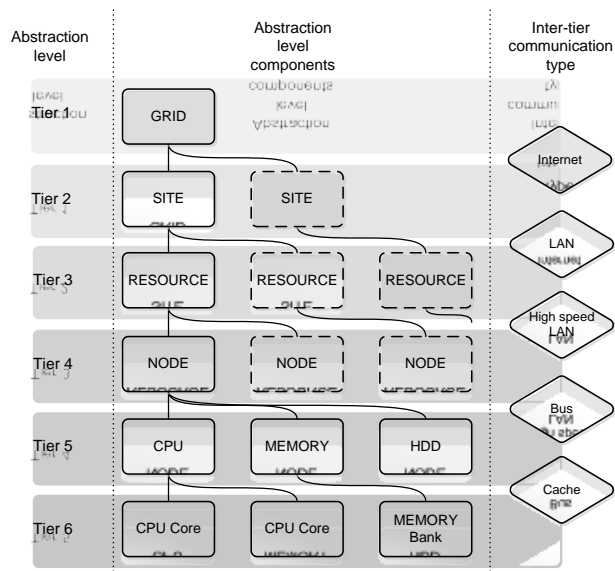 Abstraction
level
Abstraction
level
components
Inter-tier
communication
type
Tier 1
GRID
Internet
Tier 2
SITE
SITE
LAN
Tier 3
RESOURCE
RESOURCE
RESOURCE
High speed
LAN
Tier 4
NODE
NODE
NODE
Bus
Tier 5
CPU
MEMORY
HDD
Cache
Tier 6
CPU Core
CPU Core
MEMORY
Bank